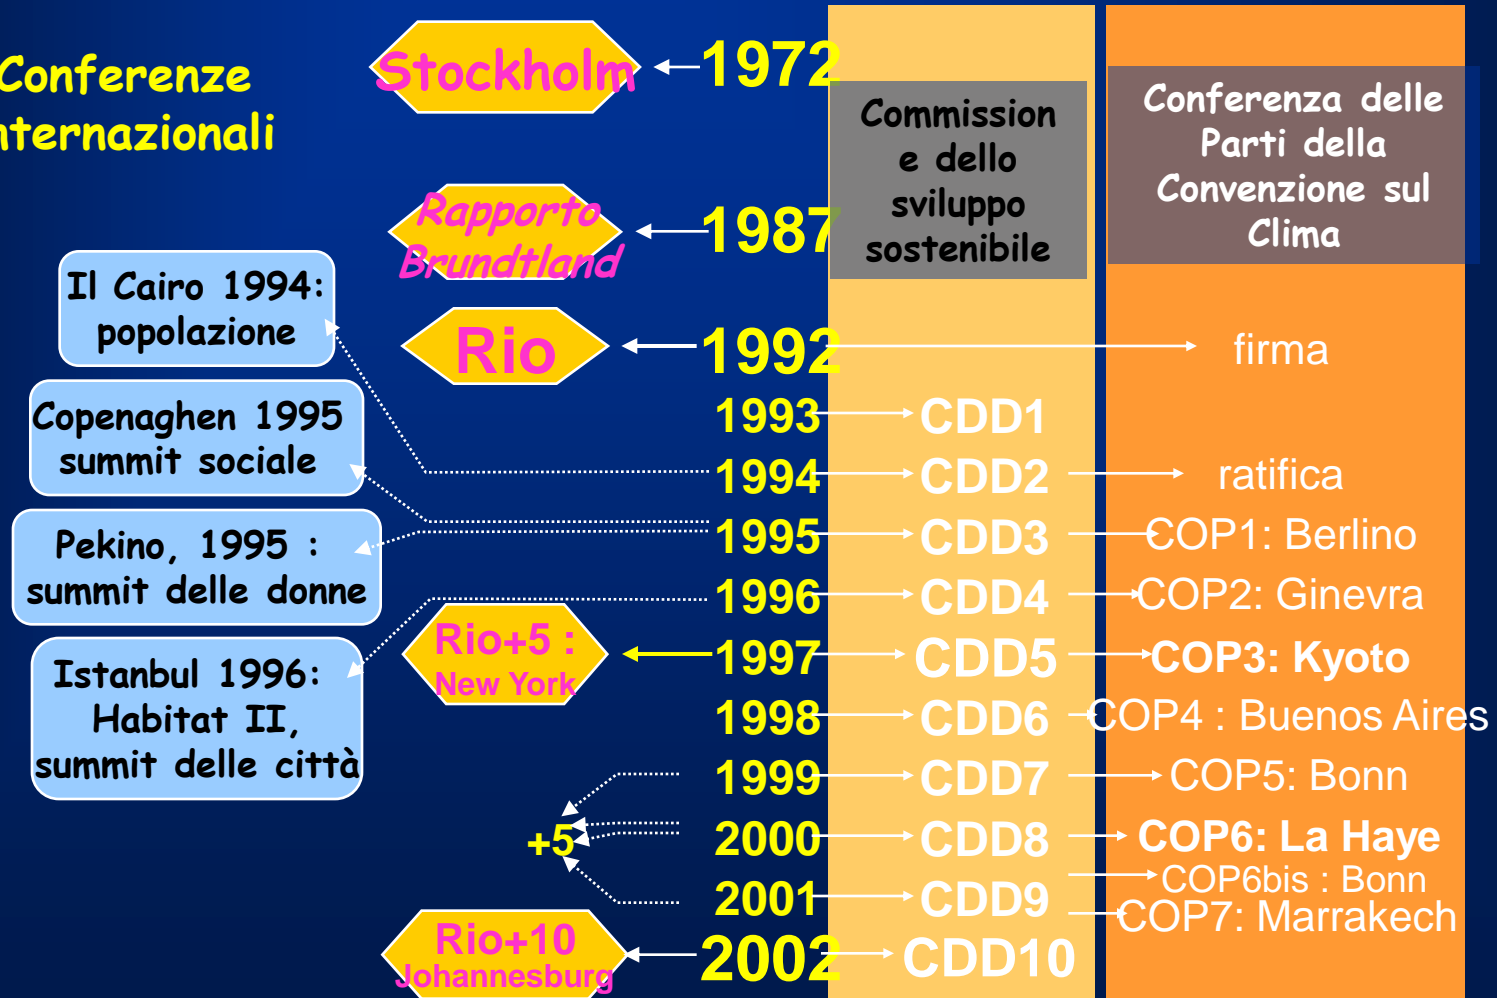 Conferenze
nternazionali
Stockholm
1972
Commission
e dello
sviluppo
sostenibile
Conferenza delle
Parti della
Convenzione sul
Clima
Rapporto
Brundtland
1987
Il Cairo 1994:
popolazione
Rio
1992
firma
Copenaghen 1995
summit sociale
1993
CDD1
1994
CDD2
ratifica
Pekino, 1995 :
summit delle donne
1995
CDD3
COP1: Berlino
1996
CDD4
COP2: Ginevra
Istanbul 1996:
Habitat II,
summit delle città
Rio+5 :
New York
1997
CDD5
COP3: Kyoto
1998
CDD6
COP4 : Buenos Aires
1999
CDD7
COP5: Bonn
+5
2000
CDD8
COP6: La Haye
COP6bis : Bonn
2001
CDD9
COP7: Marrakech
Rio+10
Johannesburg
2002
CDD10